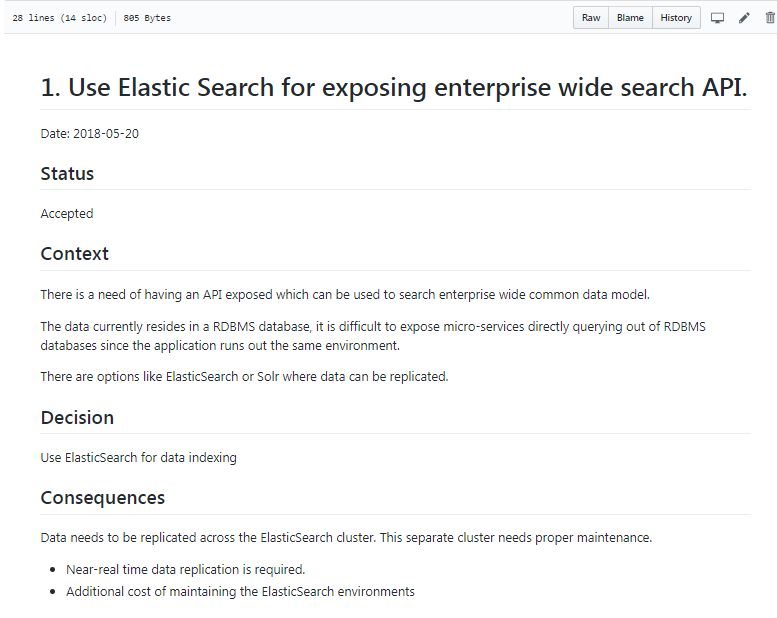 28 lines (14 sloc) 805 Bytes Raw Blame History
1. Use Elastic Search for exposing enterprise wide search API.
Date: 2018-05-20
Status
Accepted
Context
There is a need of having an API exposed which can be used to search enterprise wide common data model.
The data currently resides in a RDBMS database, it is difficult to expose micro-services directly querying out of RDBMS
databases since the application runs out the same environment.
There are options like ElasticSearch or Solr where data can be replicated.
Decision
Use ElasticSearch for data indexing
Consequences
Data needs to be replicated across the ElasticSearch cluster. This separate cluster needs proper maintenance.
• Near-real time data replication is required.
• Additional cost of maintaining the ElasticSearch environments